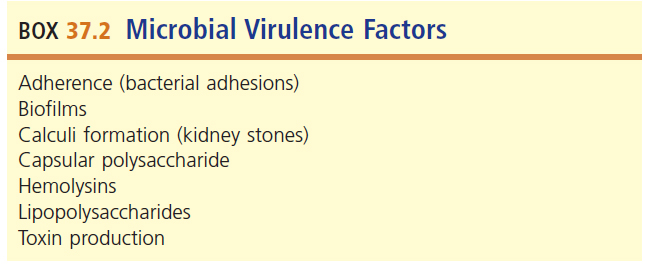 BOX 37.2 Microbial Virulence Factors
Adherence (bacterial adhesions)
Biofilms
Calculi formation (kidney stones)
Capsular polysaccharide
Hemolysins
Lipopolysaccharides
Toxin production